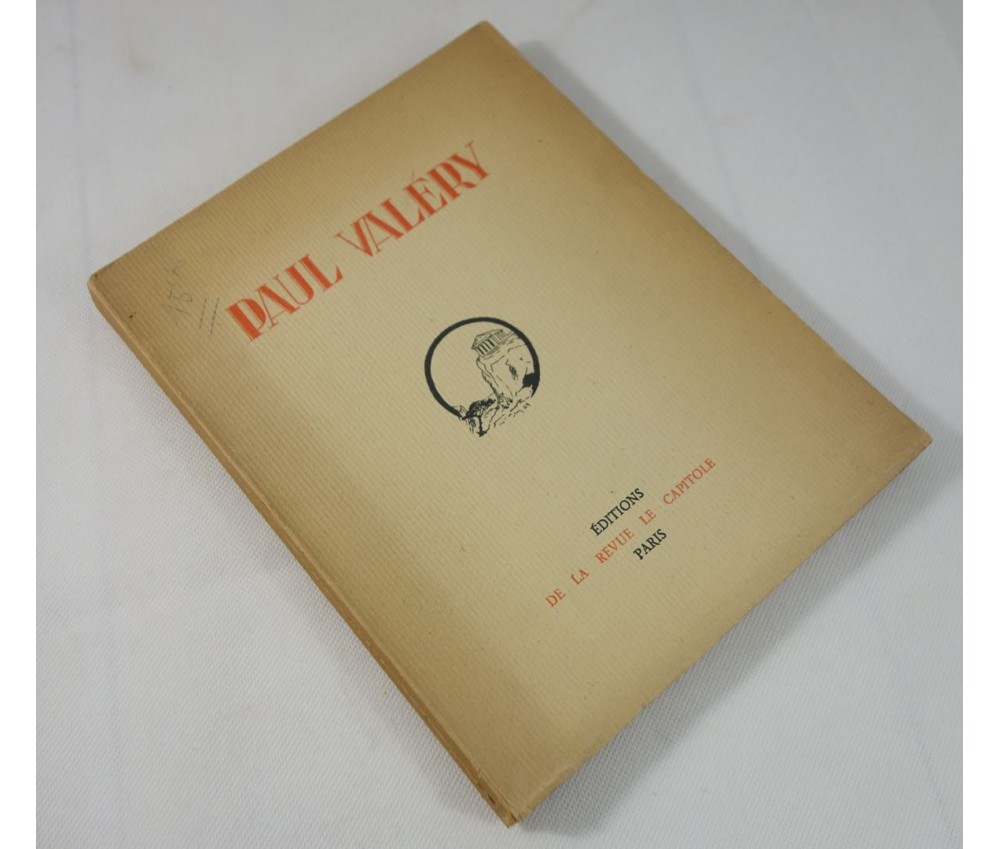 PAUL VALÉRY
ÉDITIONS
DE LA REVUE LE CAPITOLE
PARIS